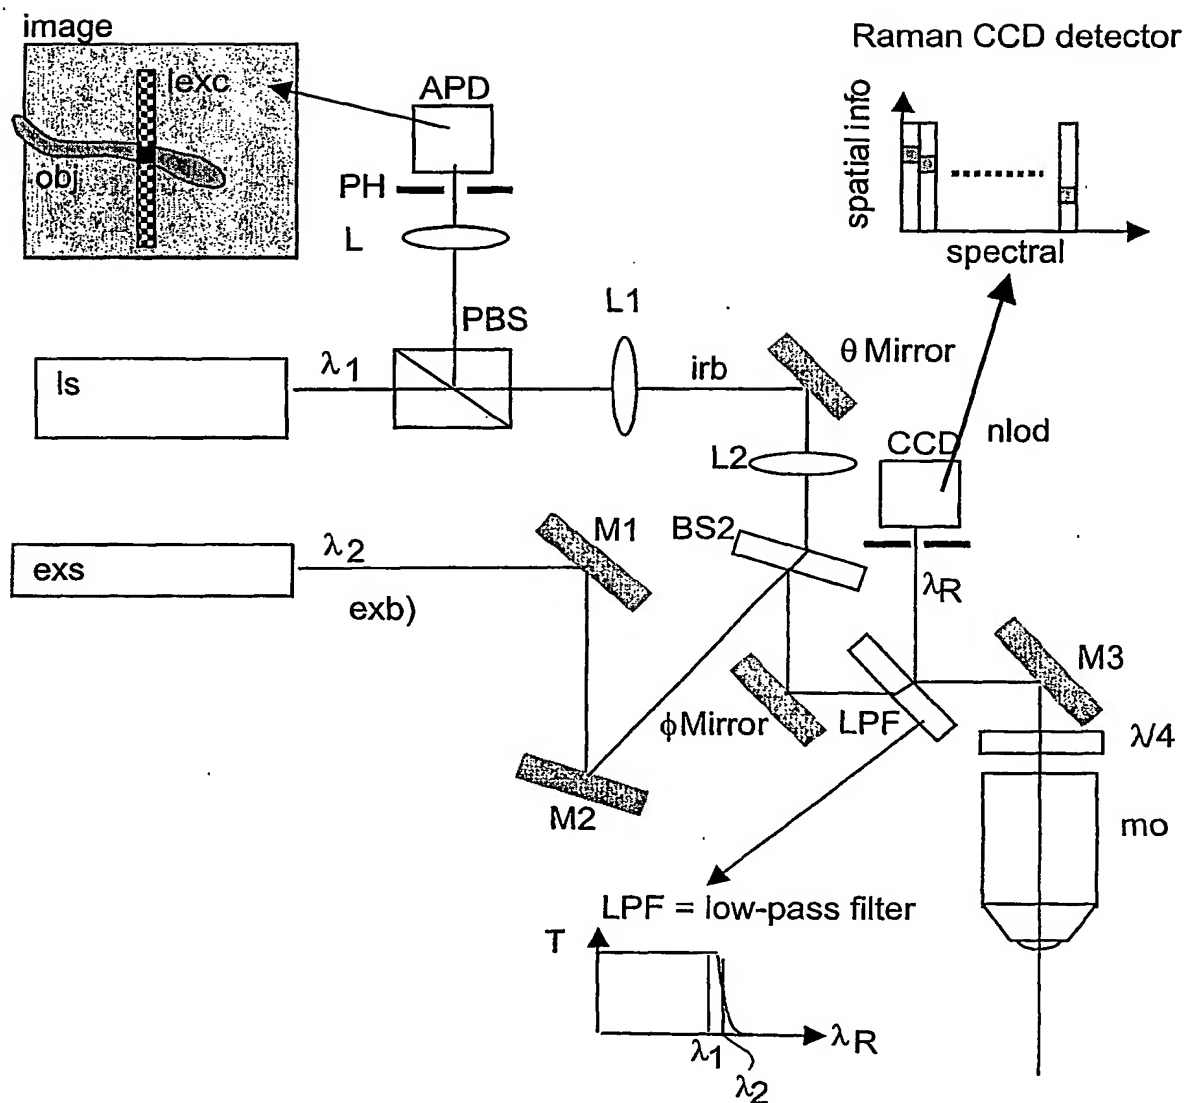 image
Raman CCD detector
lexc
APD
spatial info
obj
PH
L
spectral
PBS
L1
θ Mirror
ls
λ1
irb
L2
CCD
nlod
M1
BS2
exs
λ2
exb)
λR
M3
ϕ Mirror
LPF
λ/4
M2
mo
LPF = low-pass filter
T
λ1
λR
λ2